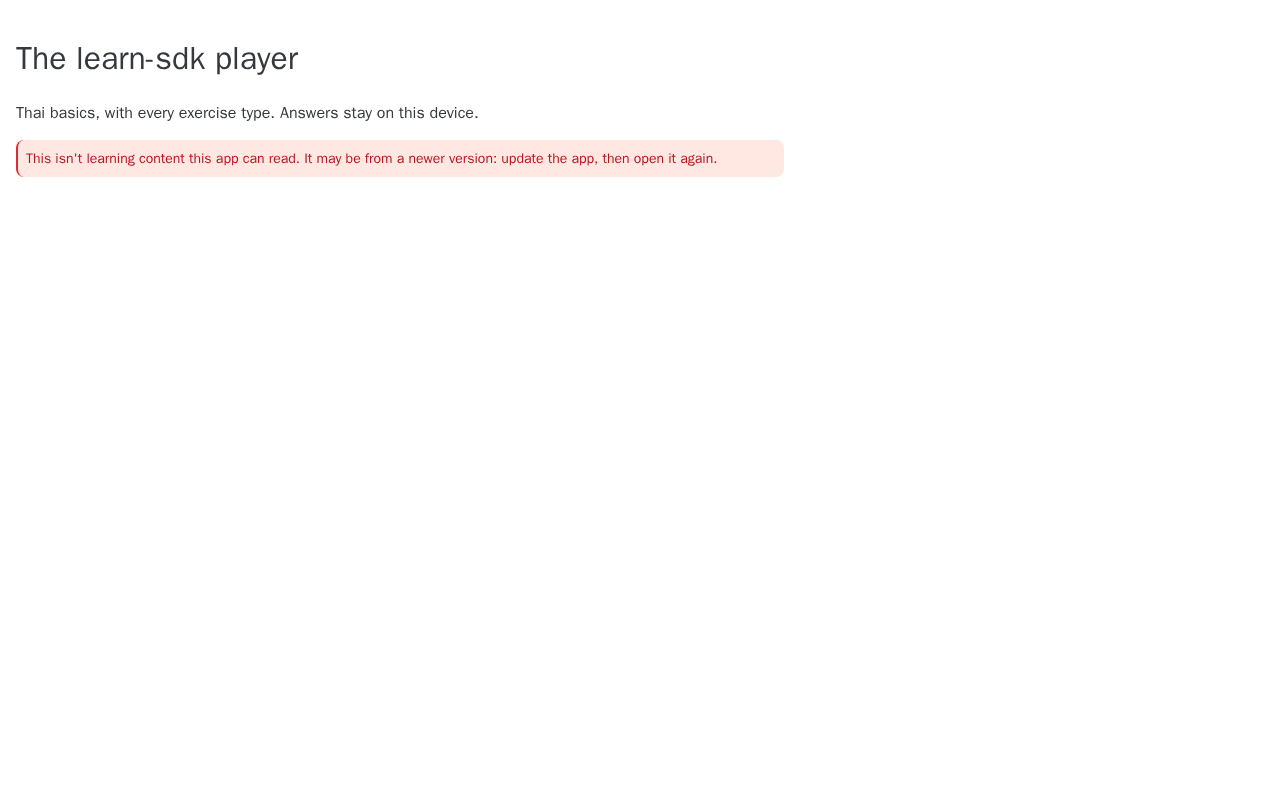 The learn-sdk player
Thai basics, with every exercise type. Answers stay on this device.
This isn't learning content this app can read. It may be from a newer version: update the app, then open it again.